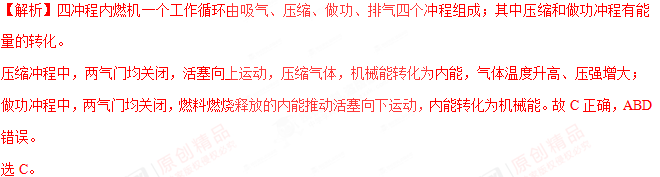 【解析】四冲程内燃机一个工作循环由吸气、压缩、做功、排气四个冲程组成；其中压缩和做功冲程有能
量的转化。
压缩冲程中，两气门均关闭，活塞向上运动，压缩气体，机械能转化为内能，气体温度升高、压强增大；
做功冲程中，两气门均关闭，燃料燃烧释放的内能推动活塞向下运动，内能转化为机械能。故 C 正确，ABD
错误。
选 C。
原创精品